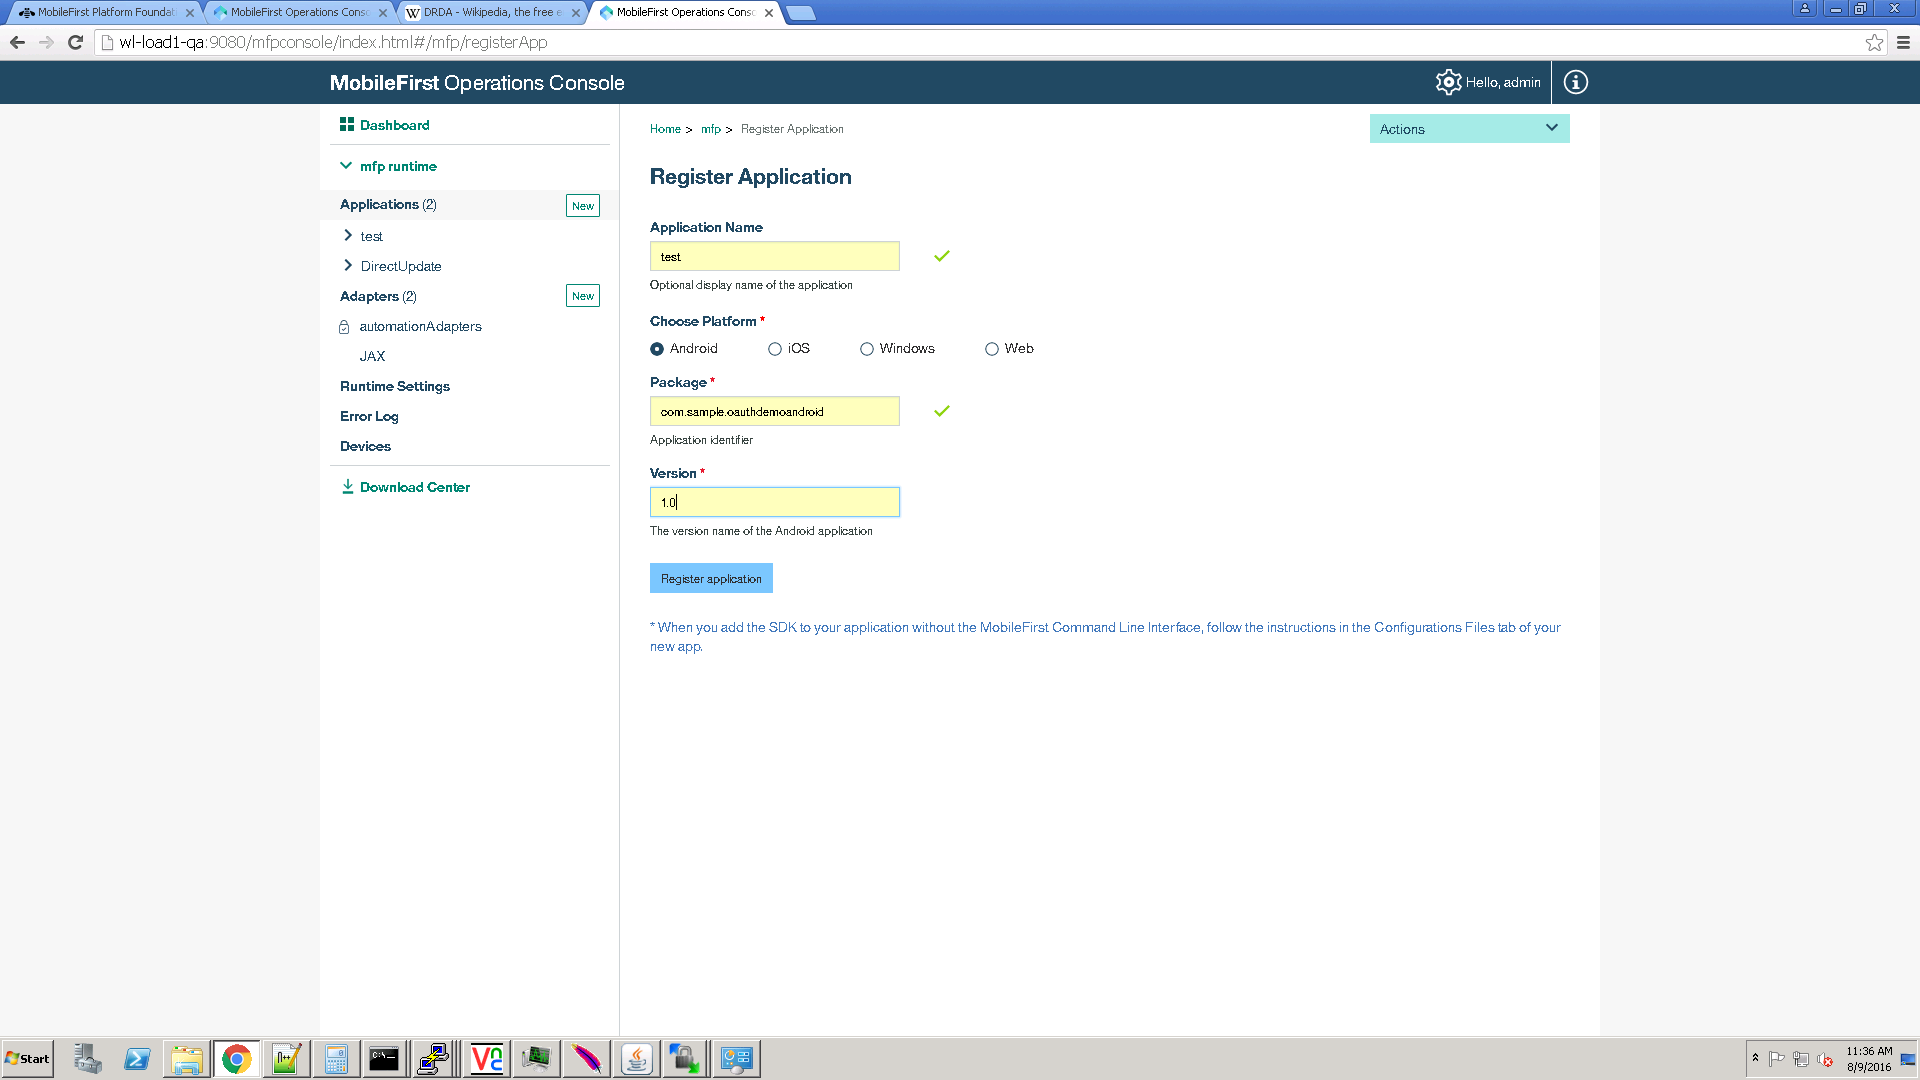 MobileFirst Platform Foundat
MobileFirst Operations Conso
DRDA - Wikipedia, the free e
MobileFirst Operations Conso
wl-load1-qa:9080/mfpconsole/index.html#/mfp/registerApp
MobileFirst Operations Console
Hello, admin
Dashboard
mfp runtime
Applications (2)
New
test
DirectUpdate
Adapters (2)
New
automationAdapters
JAX
Runtime Settings
Error Log
Devices
Download Center
Home > mfp > Register Application
Actions
Register Application
Application Name
test
Optional display name of the application
Choose Platform *
Android
iOS
Windows
Web
Package *
com.sample.oauthdemoandroid
Application identifier
Version *
1.0
The version name of the Android application
Register application
* When you add the SDK to your application without the MobileFirst Command Line Interface, follow the instructions in the Configurations Files tab of your
new app.
Start
11:36 AM
8/9/2016